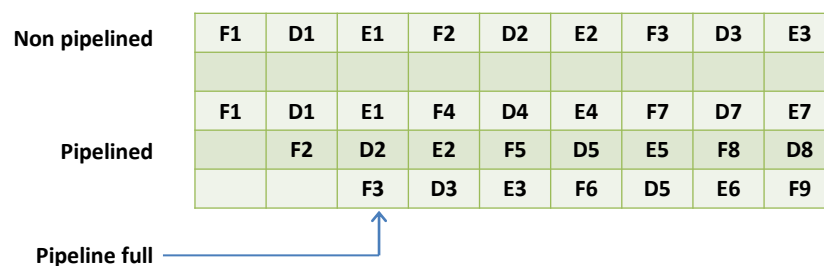 Non pipelined F1 D1 E1 F2 D2 E2 F3 D3 E3
F1 D1 E1 F4 D4 E4 F7 D7 E7
Pipelined F2 D2 E2 F5 D5 E5 F8 D8
F3 D3 E3 F6 D5 E6 F9
Pipeline full